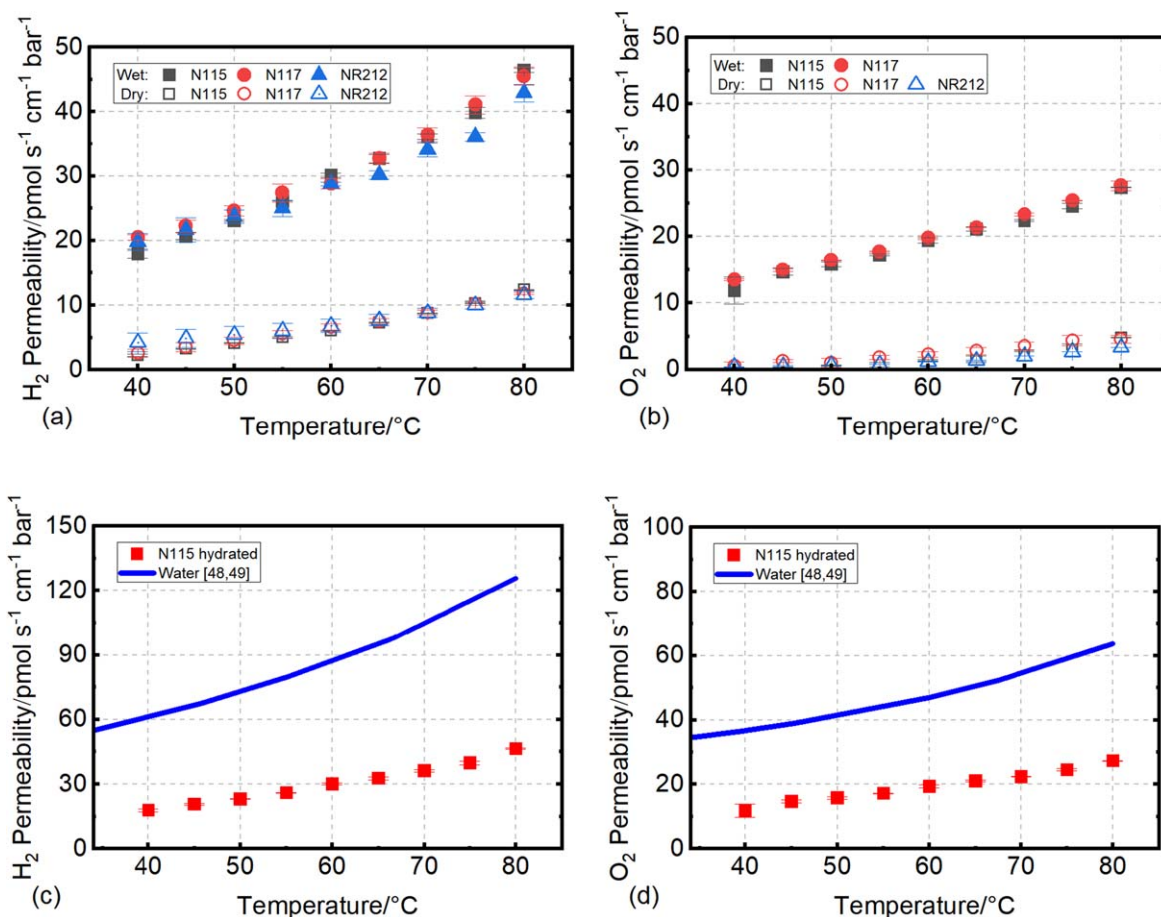 50
40
30
20
10
0
H₂ Permeability/pmol s⁻¹ cm⁻¹ bar⁻¹
Wet: N115 N117 NR212
Dry: N115 N117 NR212
40 50 60 70 80
Temperature/°C
(a)
50
40
30
20
10
0
O₂ Permeability/pmol s⁻¹ cm⁻¹ bar⁻¹
Wet: N115 N117
Dry: N115 N117 NR212
40 50 60 70 80
Temperature/°C
(b)
150
120
90
60
30
0
H₂ Permeability/pmol s⁻¹ cm⁻¹ bar⁻¹
N115 hydrated
Water [48,49]
40 50 60 70 80
Temperature/°C
(c)
100
80
60
40
20
0
O₂ Permeability/pmol s⁻¹ cm⁻¹ bar⁻¹
N115 hydrated
Water [48,49]
40 50 60 70 80
Temperature/°C
(d)